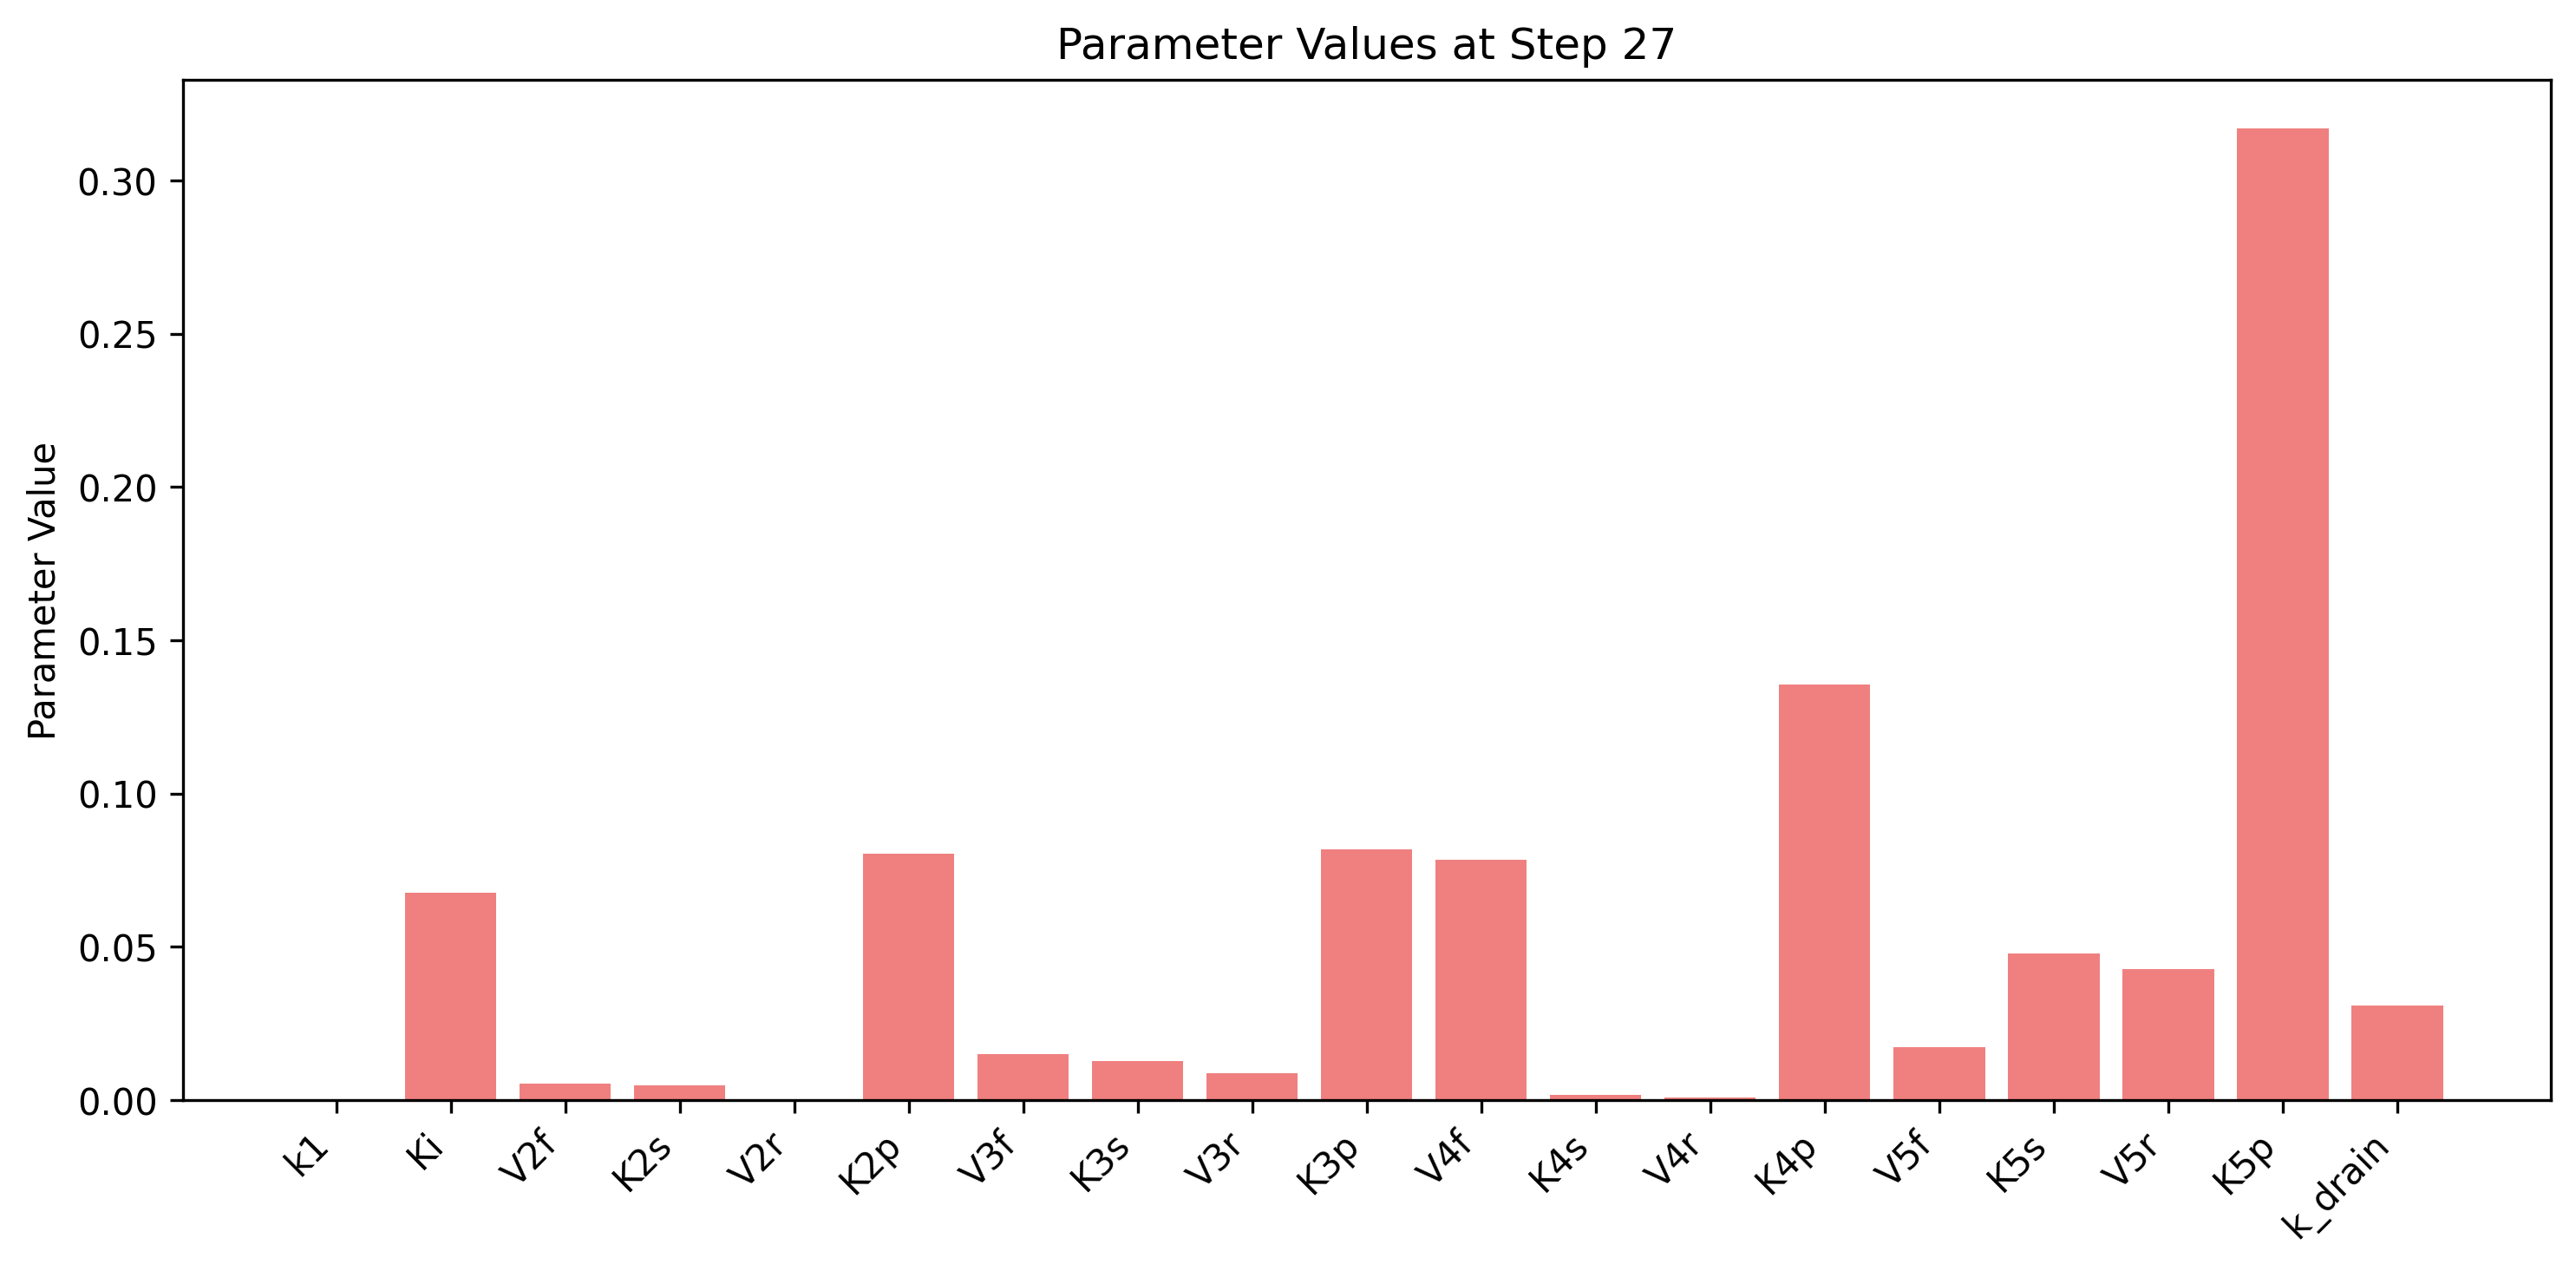 Parameter Values at Step 27
Parameter Value
0.30
0.25
0.20
0.15
0.10
0.05
0.00
k1
Ki
V2f
K2s
V2r
K2p
V3f
K3s
V3r
K3p
V4f
K4s
V4r
K4p
V5f
K5s
V5r
K5p
k_drain